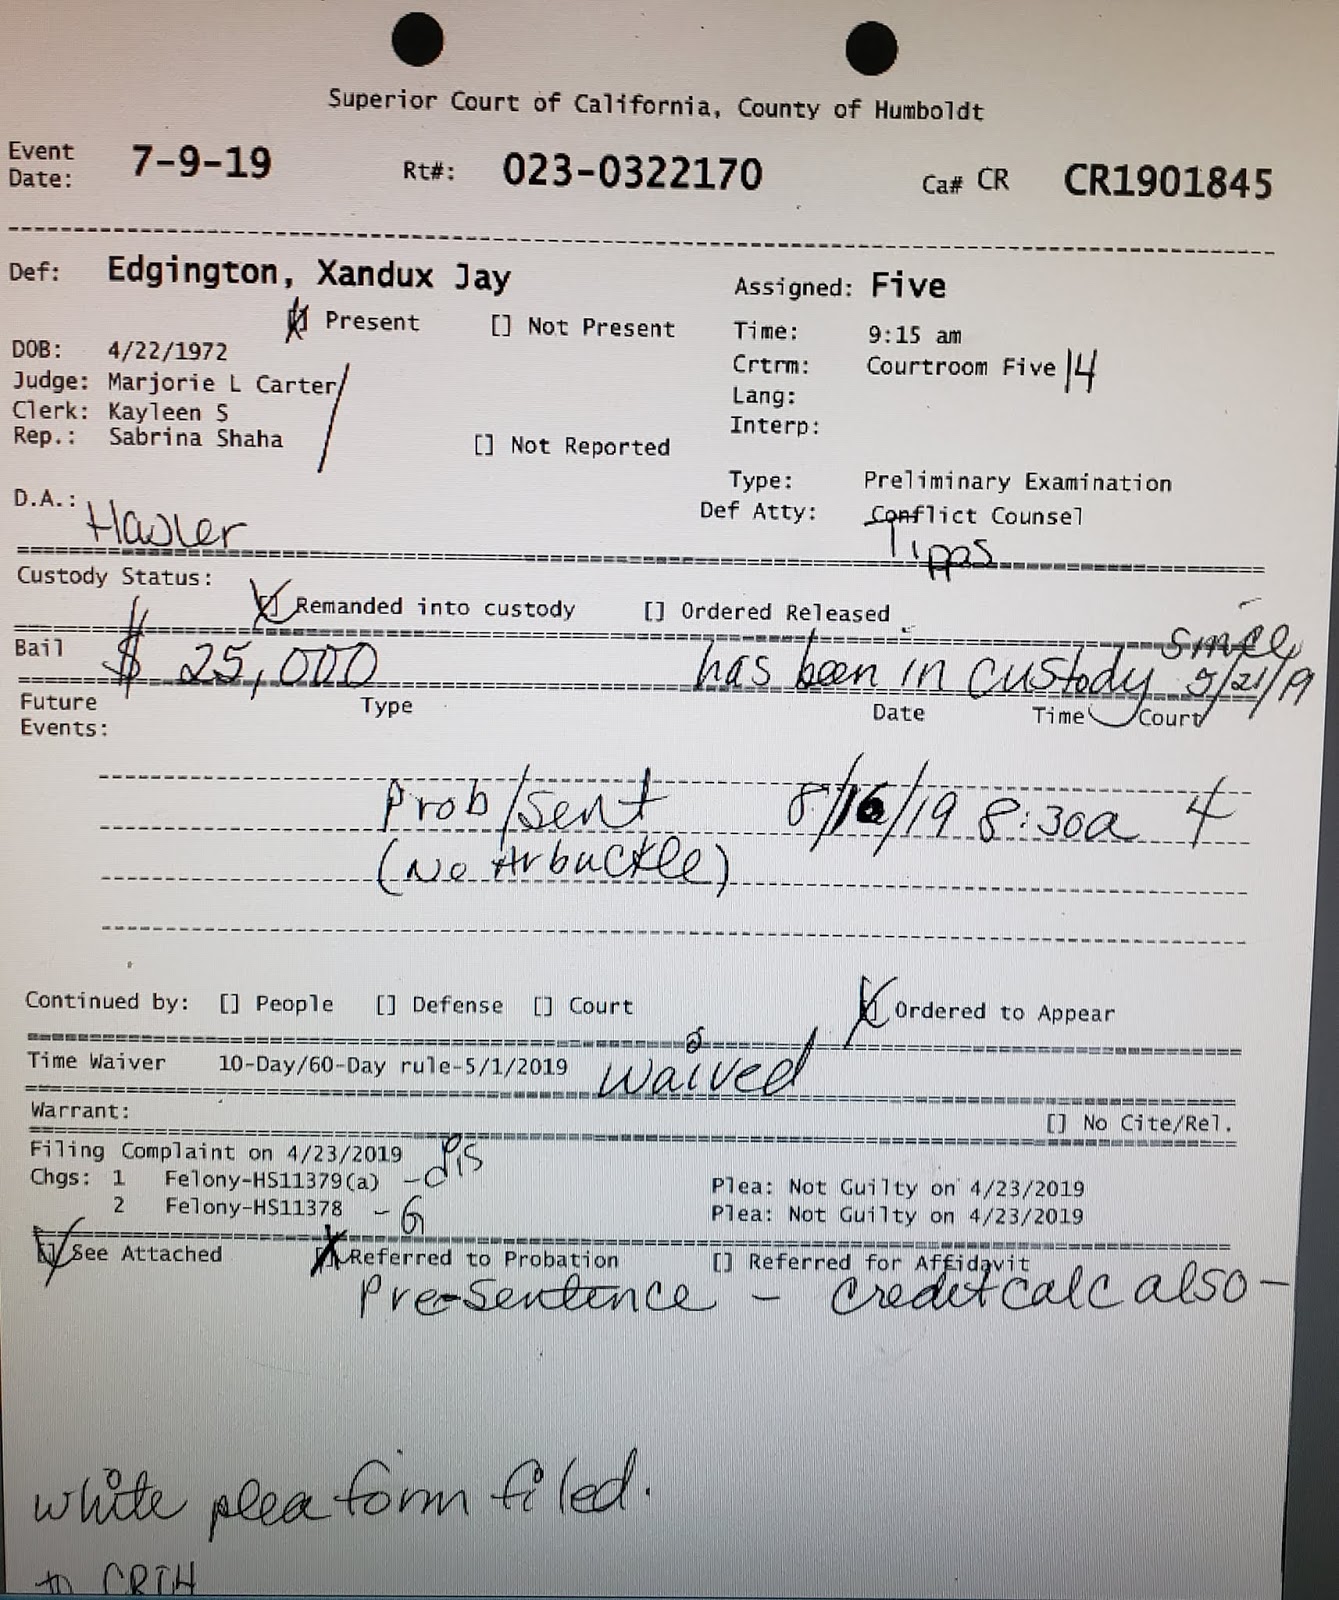 Superior Court of California, County of Humboldt
Event Date: 7-9-19 Rt#: 023-0322170 Ca# CR CR1901845
Def: Edgington, Xandux Jay Assigned: Five
[] Present [] Not Present Time: 9:15 am
DOB: 4/22/1972 Crtrm: Courtroom Five 14
Judge: Marjorie L Carter Lang:
Clerk: Kayleen S Interp:
Rep.: Sabrina Shaha [] Not Reported
Type: Preliminary Examination
D.A.: Def Atty: Conflict Counsel
Tipps
Custody Status: [] Remanded into custody [] Ordered Released
Bail $ 25,000 has been in custody since 5/21/19
Future Events: Type Date Time Court
Prob/Sent 8/16/19 8:30a 4
(No Arbuckle)
Continued by: [] People [] Defense [] Court [] Ordered to Appear
Time Waiver 10-Day/60-Day rule-5/1/2019 waived
Warrant: [] No Cite/Rel.
Filing Complaint on 4/23/2019
Chgs: 1 Felony-HS11379(a) - dis Plea: Not Guilty on 4/23/2019
2 Felony-HS11378 - G Plea: Not Guilty on 4/23/2019
[] See Attached [] Referred to Probation [] Referred for Affidavit
Pre-Sentence - credit calc also -
white plea form filed.